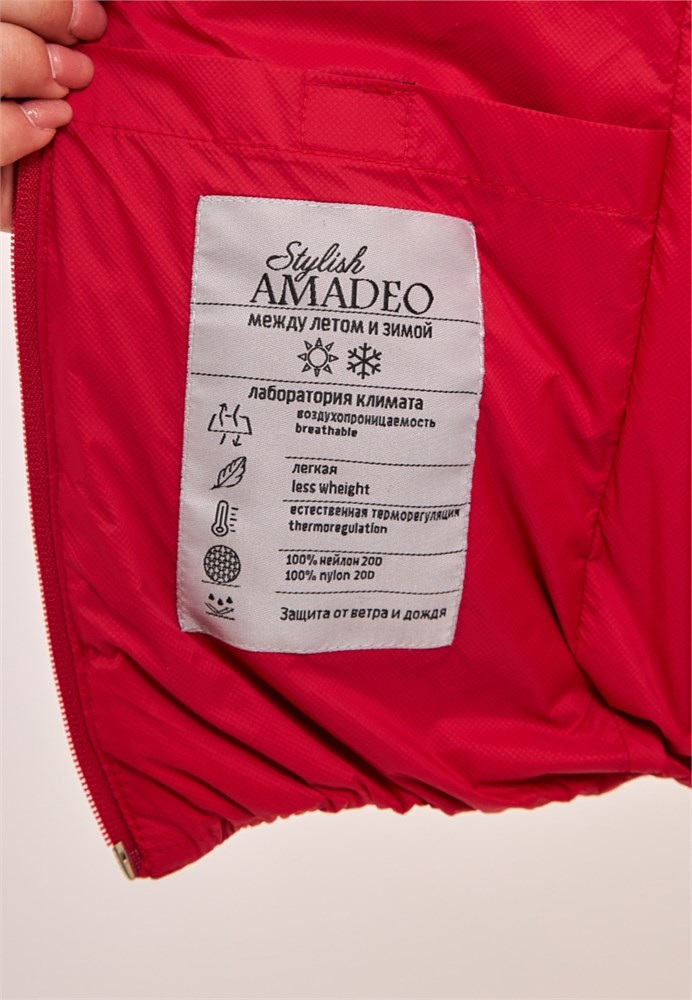 Stylish
AMADEO
между летом и зимой
лаборатория климата
воздухопроницаемость
breathable
легкая
less wheight
естественная терморегуляция
thermoregulation
100% нейлон 20D
100% nylon 20D
Защита от ветра и дождя